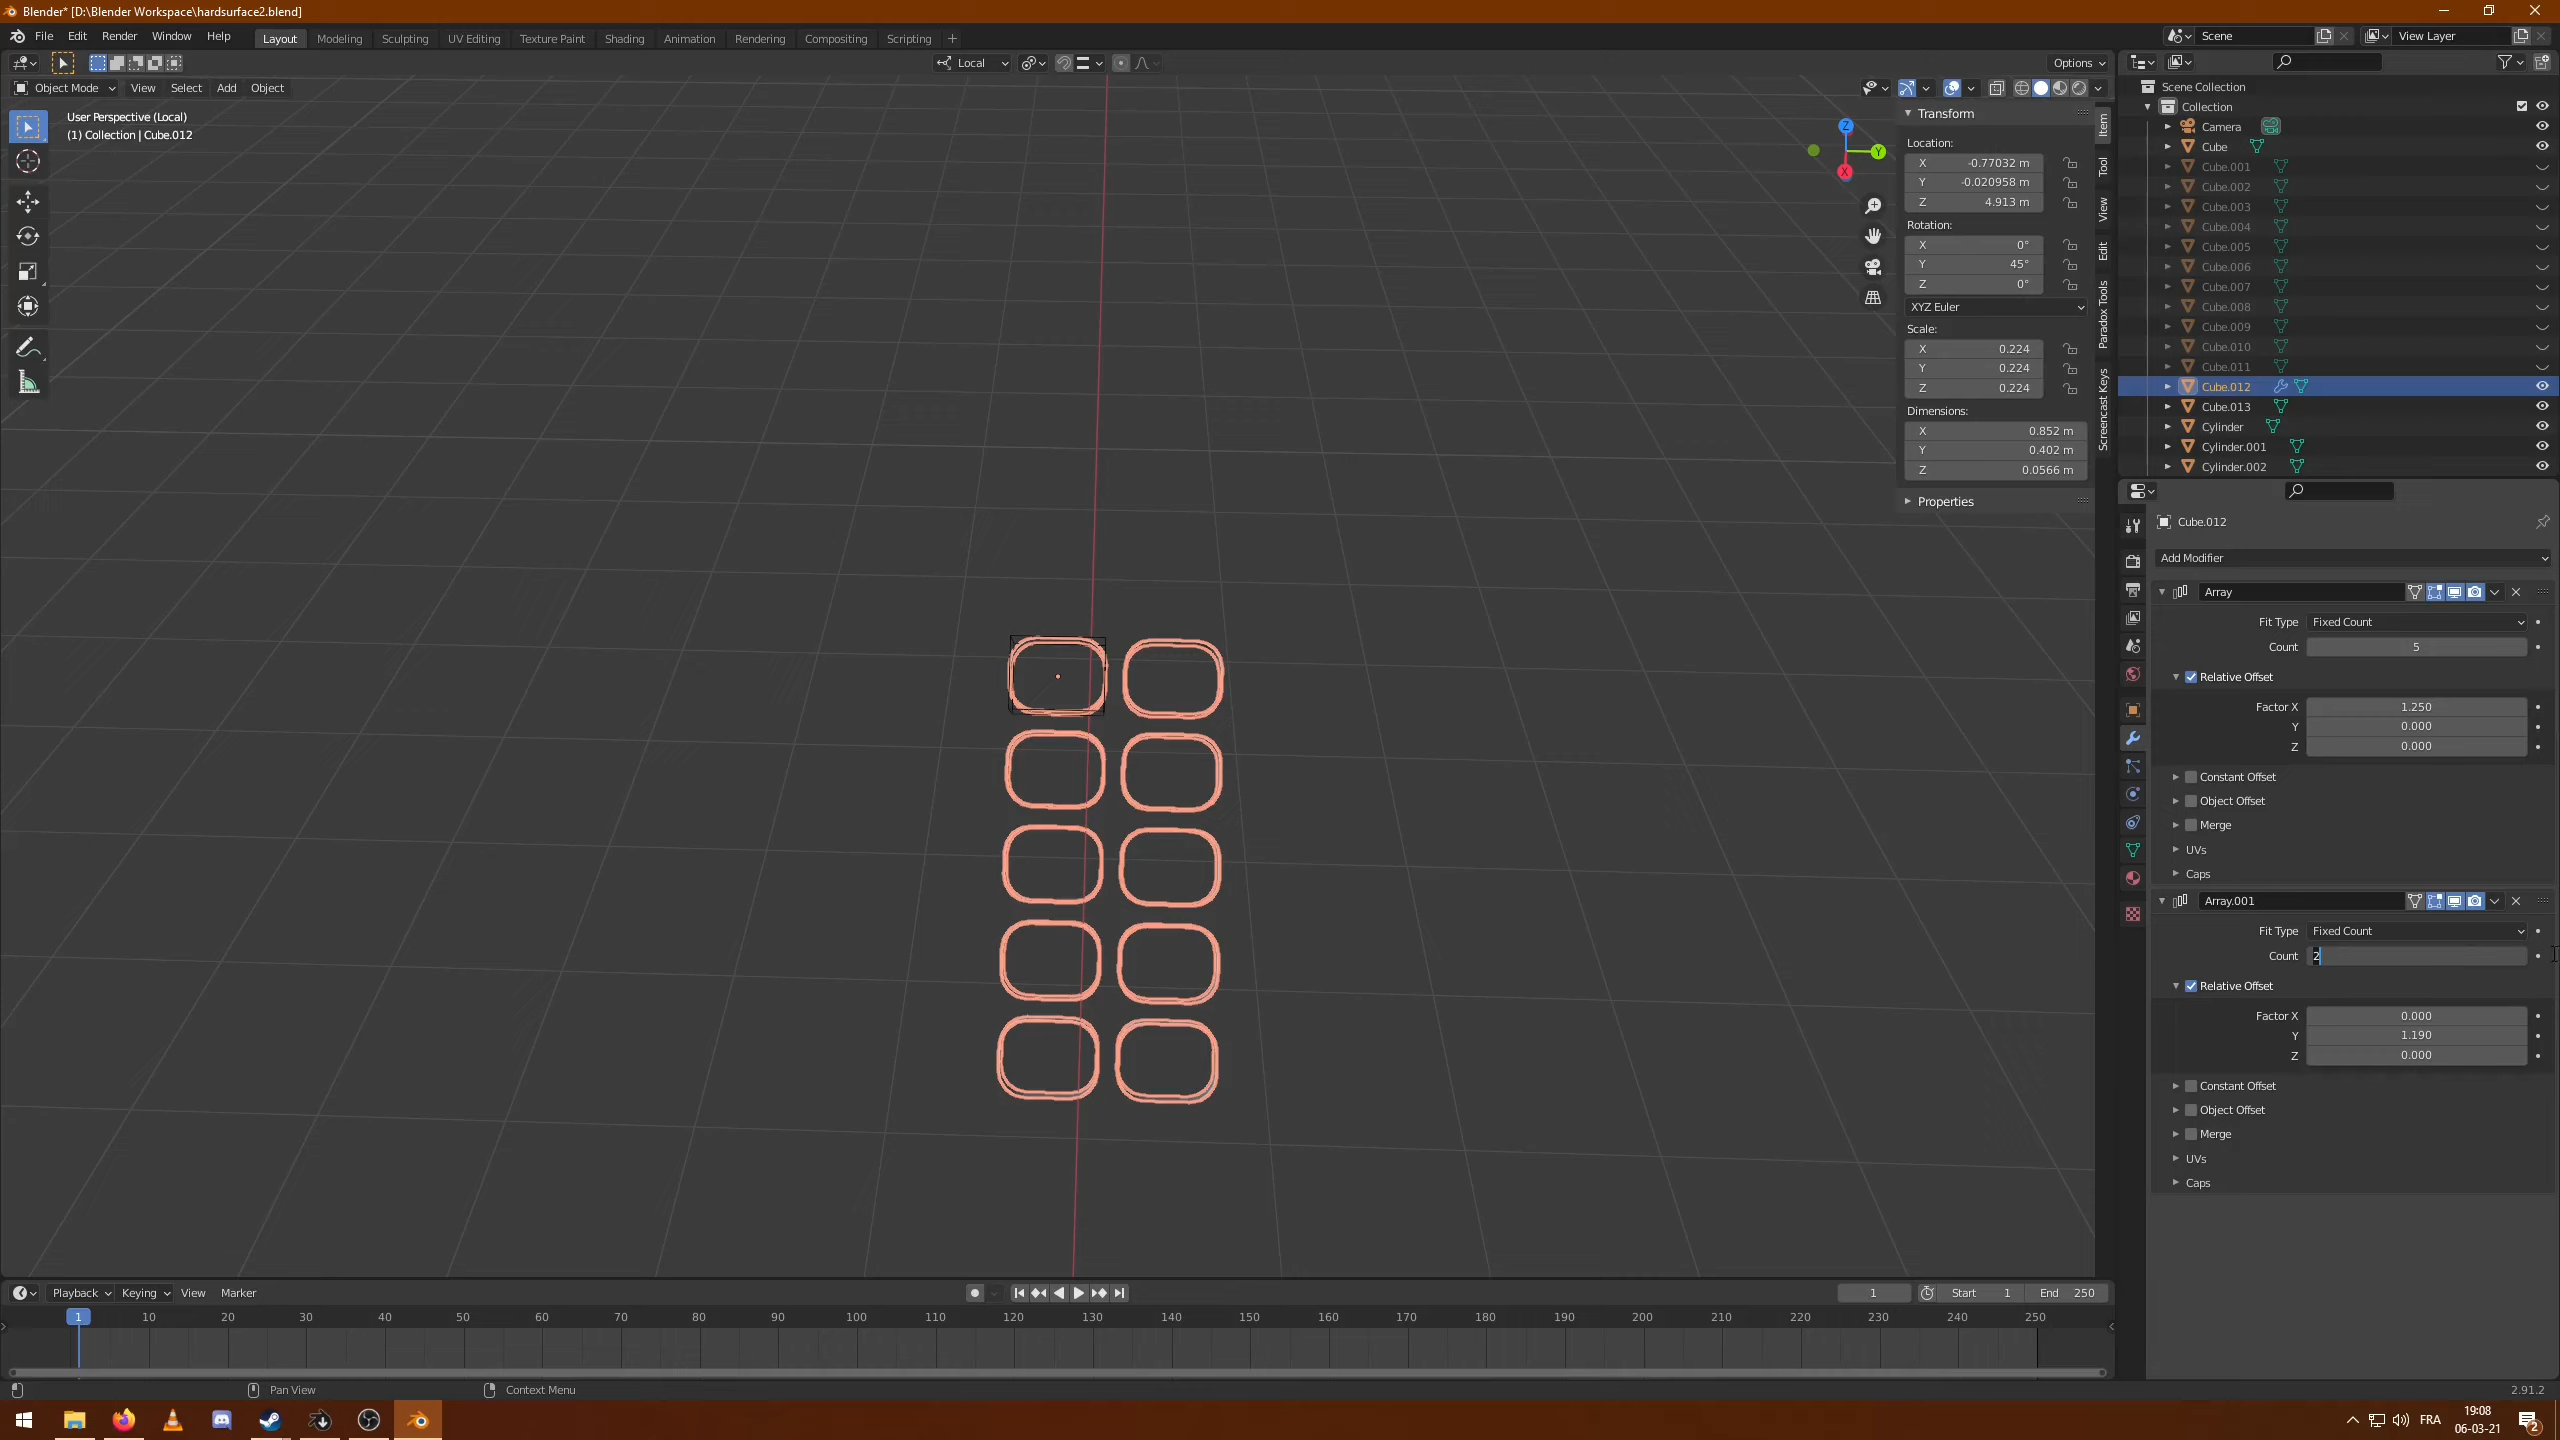 Blender* [D:\Blender Workspace\hardsurface2.blend]
File Edit Render Window Help Layout Modeling Sculpting UV Editing Texture Paint Shading Animation Rendering Compositing Scripting + Scene View Layer
Local Options
Object Mode View Select Add Object
User Perspective (Local)
(1) Collection | Cube.012
Z
Y
X
Transform
Location:
X -0.77032 m
Y -0.020958 m
Z 4.913 m
Rotation:
X 0°
Y 45°
Z 0°
XYZ Euler
Scale:
X 0.224
Y 0.224
Z 0.224
Dimensions:
X 0.852 m
Y 0.402 m
Z 0.0566 m
Properties
Item
Tool
View
Edit
Paradox Tools
Screencast Keys
Scene Collection
Collection
Camera
Cube
Cube.001
Cube.002
Cube.003
Cube.004
Cube.005
Cube.006
Cube.007
Cube.008
Cube.009
Cube.010
Cube.011
Cube.012
Cube.013
Cylinder
Cylinder.001
Cylinder.002
Cube.012
Add Modifier
Array
Fit Type Fixed Count
Count 5
Relative Offset
Factor X 1.250
Y 0.000
Z 0.000
Constant Offset
Object Offset
Merge
UVs
Caps
Array.001
Fit Type Fixed Count
Count 2
Relative Offset
Factor X 0.000
Y 1.190
Z 0.000
Constant Offset
Object Offset
Merge
UVs
Caps
Playback Keying View Marker 1 Start 1 End 250
1 10 20 30 40 50 60 70 80 90 100 110 120 130 140 150 160 170 180 190 200 210 220 230 240 250
Pan View Context Menu 2.91.2
FRA
19:08
06-03-21
2